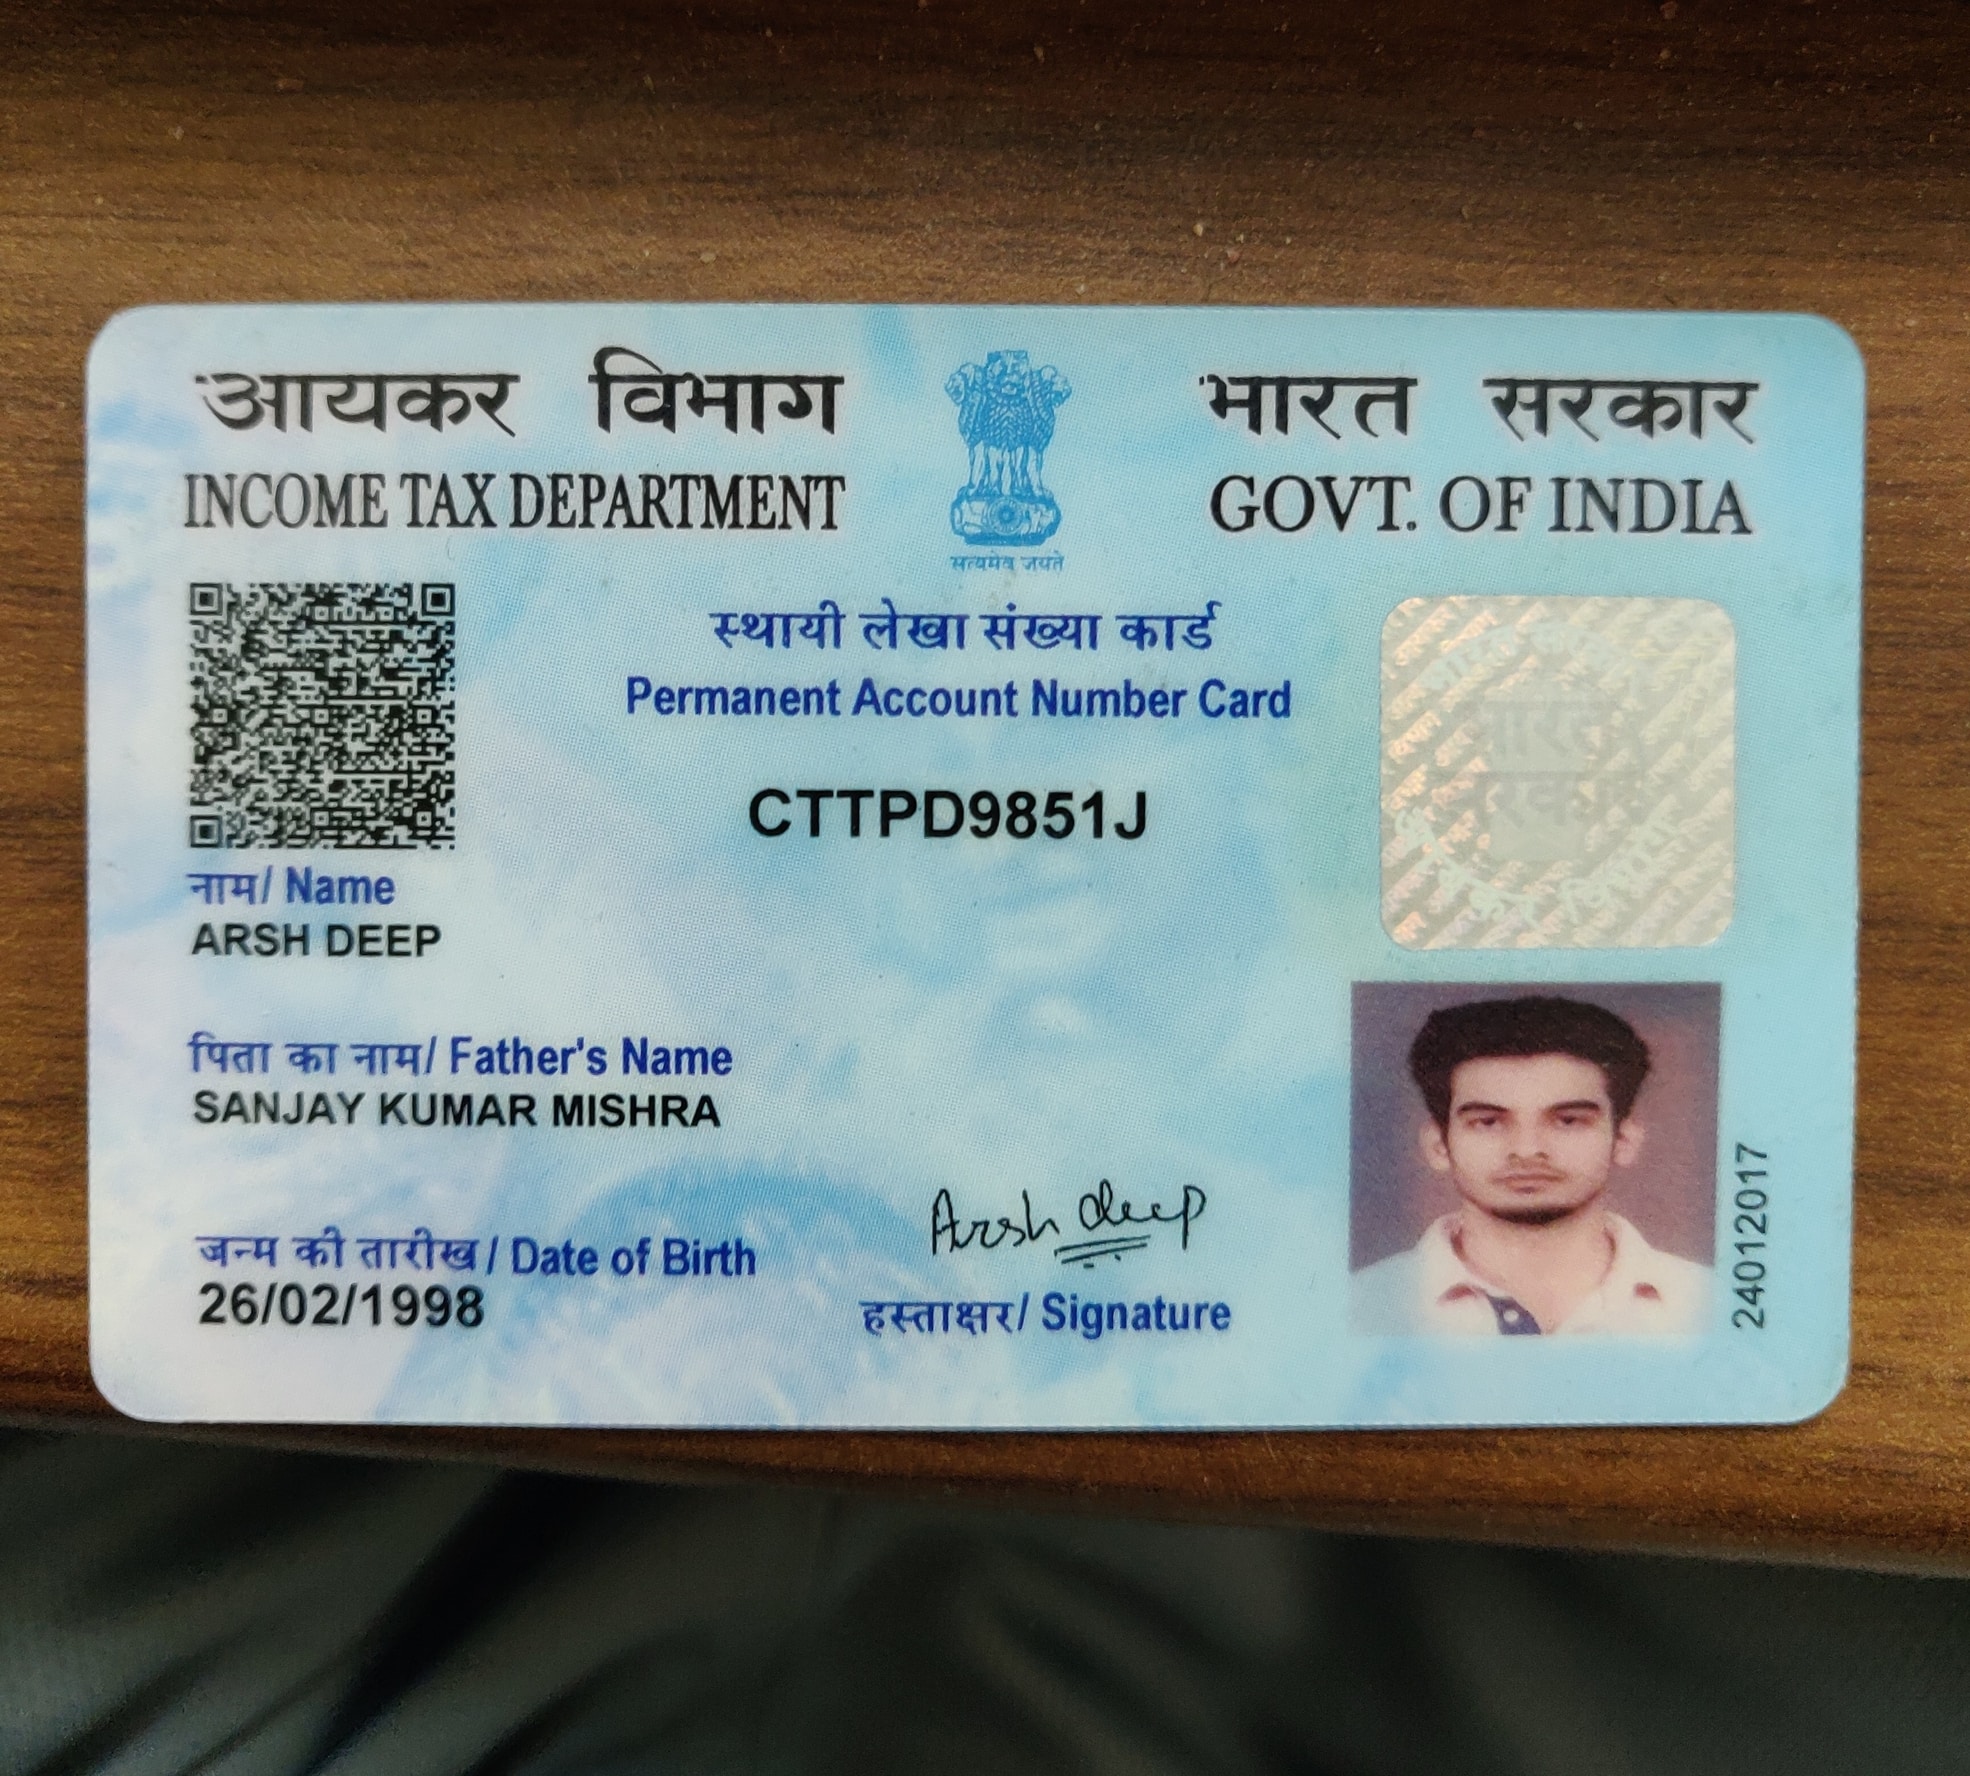 आयकर विभाग
INCOME TAX DEPARTMENT
भारत सरकार
GOVT. OF INDIA
सत्यमेव जयते
स्थायी लेखा संख्या कार्ड
Permanent Account Number Card
CTTPD9851J
नाम/ Name
ARSH DEEP
पिता का नाम/ Father's Name
SANJAY KUMAR MISHRA
जन्म की तारीख/ Date of Birth
26/02/1998
Arsh deep
हस्ताक्षर/ Signature
24012017